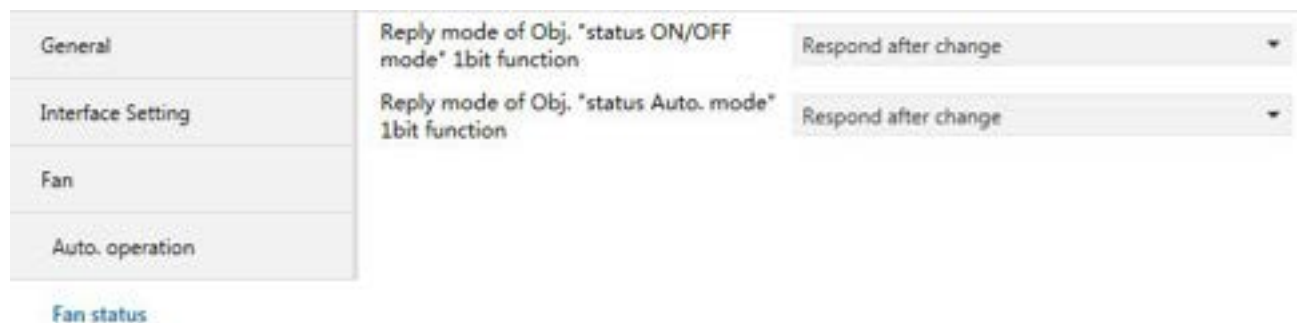 General
Interface Setting
Fan
Auto. operation
Fan status
Reply mode of Obj. "status ON/OFF
mode" 1bit function
Respond after change
Reply mode of Obj. "status Auto. mode"
1bit function
Respond after change